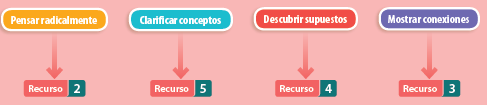 Pensar radicalmente
Clarificar conceptos
Descubrir supuestos
Mostrar conexiones
Recurso 2
Recurso 5
Recurso 4
Recurso 3